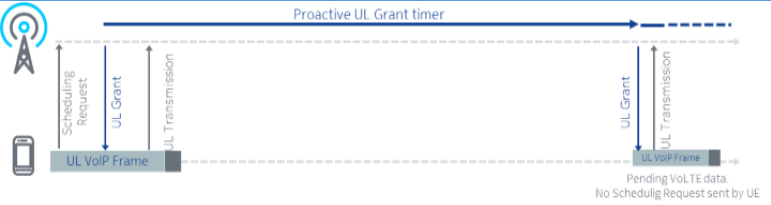 Proactive UL Grant timer
Scheduling
Request
UL Grant
UL Transmission
UL Grant
UL Transmission
UL VoIP Frame
UL VoIP Frame
Pending VoLTE data.
No Schedulig Request sent by UE